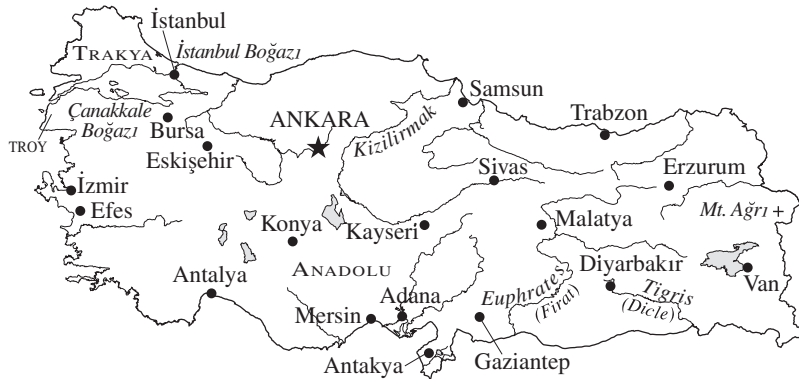 İstanbul
TRAKYA
İstanbul Boğazı
Samsun
Çanakkale
Boğazı
Bursa
ANKARA
Kizilirmak
Trabzon
TROY
Eskişehir
Sivas
Erzurum
İzmir
Efes
Mt. Ağrı +
Konya
Kayseri
Malatya
ANADOLU
Diyarbakır
Van
Antalya
Mersin
Adana
Euphrates
(Firal)
Tigris
(Dicle)
Antakya
Gaziantep